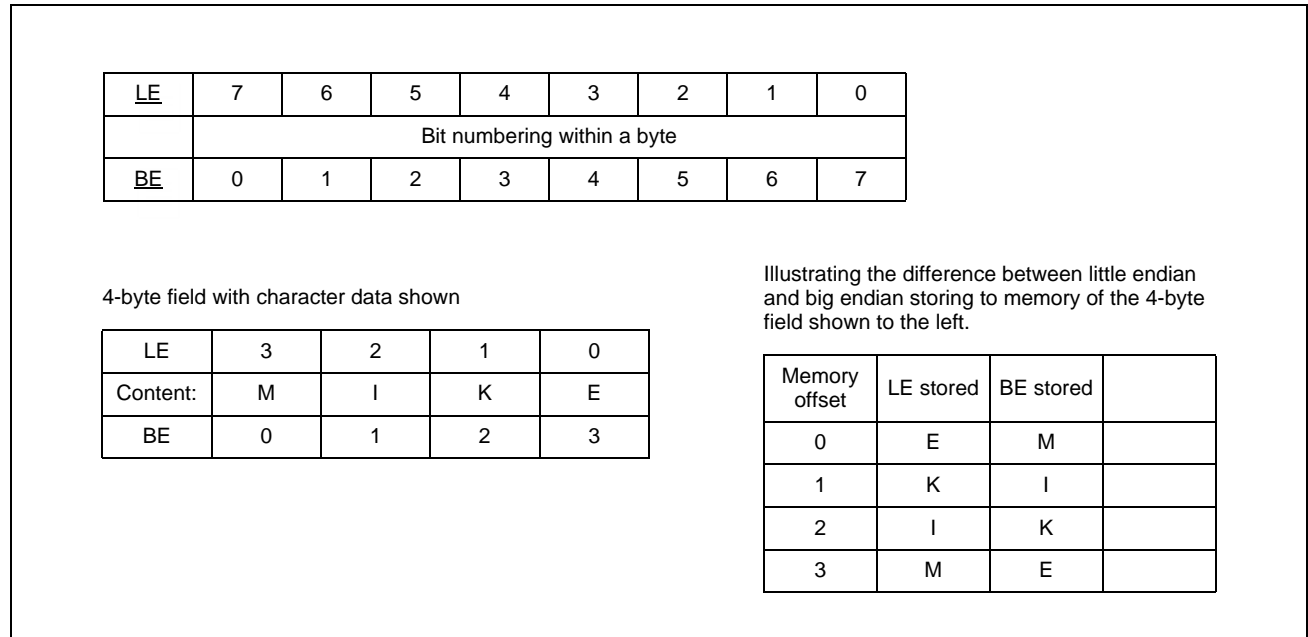 LE 7 6 5 4 3 2 1 0
Bit numbering within a byte
BE 0 1 2 3 4 5 6 7
4-byte field with character data shown
LE 3 2 1 0
Content: M I K E
BE 0 1 2 3
Illustrating the difference between little endian
and big endian storing to memory of the 4-byte
field shown to the left.
Memory
offset LE stored BE stored
0 E M
1 K I
2 I K
3 M E